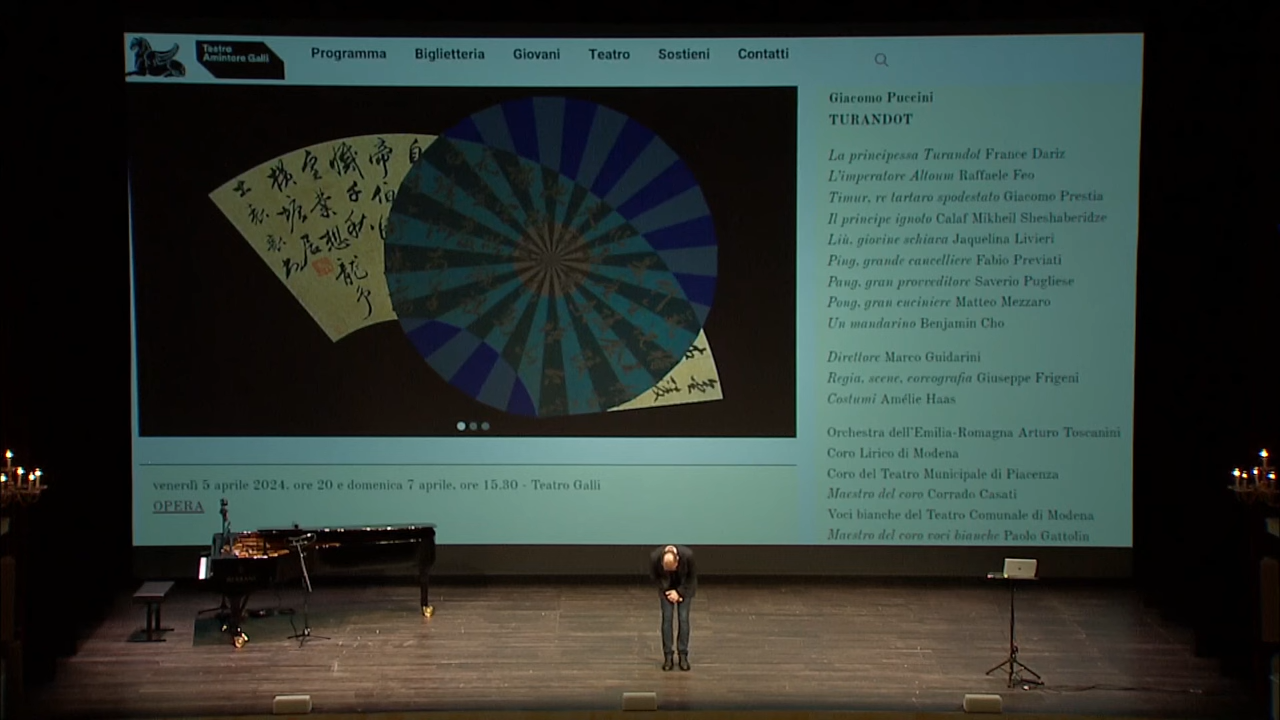 Teatro
Amintore Galli
Programma Biglietteria Giovani Teatro Sostieni Contatti
Giacomo Puccini
TURANDOT
La principessa Turandot France Dariz
L'imperatore Altoum Raffaele Feo
Timur, re tartaro spodestato Giacomo Prestia
Il principe ignoto Calaf Mikheil Sheshaberidze
Liù, giovine schiava Jaquelina Livieri
Ping, grande cancelliere Fabio Previati
Pang, gran provveditore Saverio Pugliese
Pong, gran cuciniere Matteo Mezzaro
Un mandarino Benjamin Cho
Direttore Marco Guidarini
Regia, scene, coreografia Giuseppe Frigeni
Costumi Amélie Haas
Orchestra dell'Emilia-Romagna Arturo Toscanini
Coro Lirico di Modena
Coro del Teatro Municipale di Piacenza
Maestro del coro Corrado Casati
Voci bianche del Teatro Comunale di Modena
Maestro del coro voci bianche Paolo Gattolin
venerdì 5 aprile 2024, ore 20 e domenica 7 aprile, ore 15.30 - Teatro Galli
OPERA